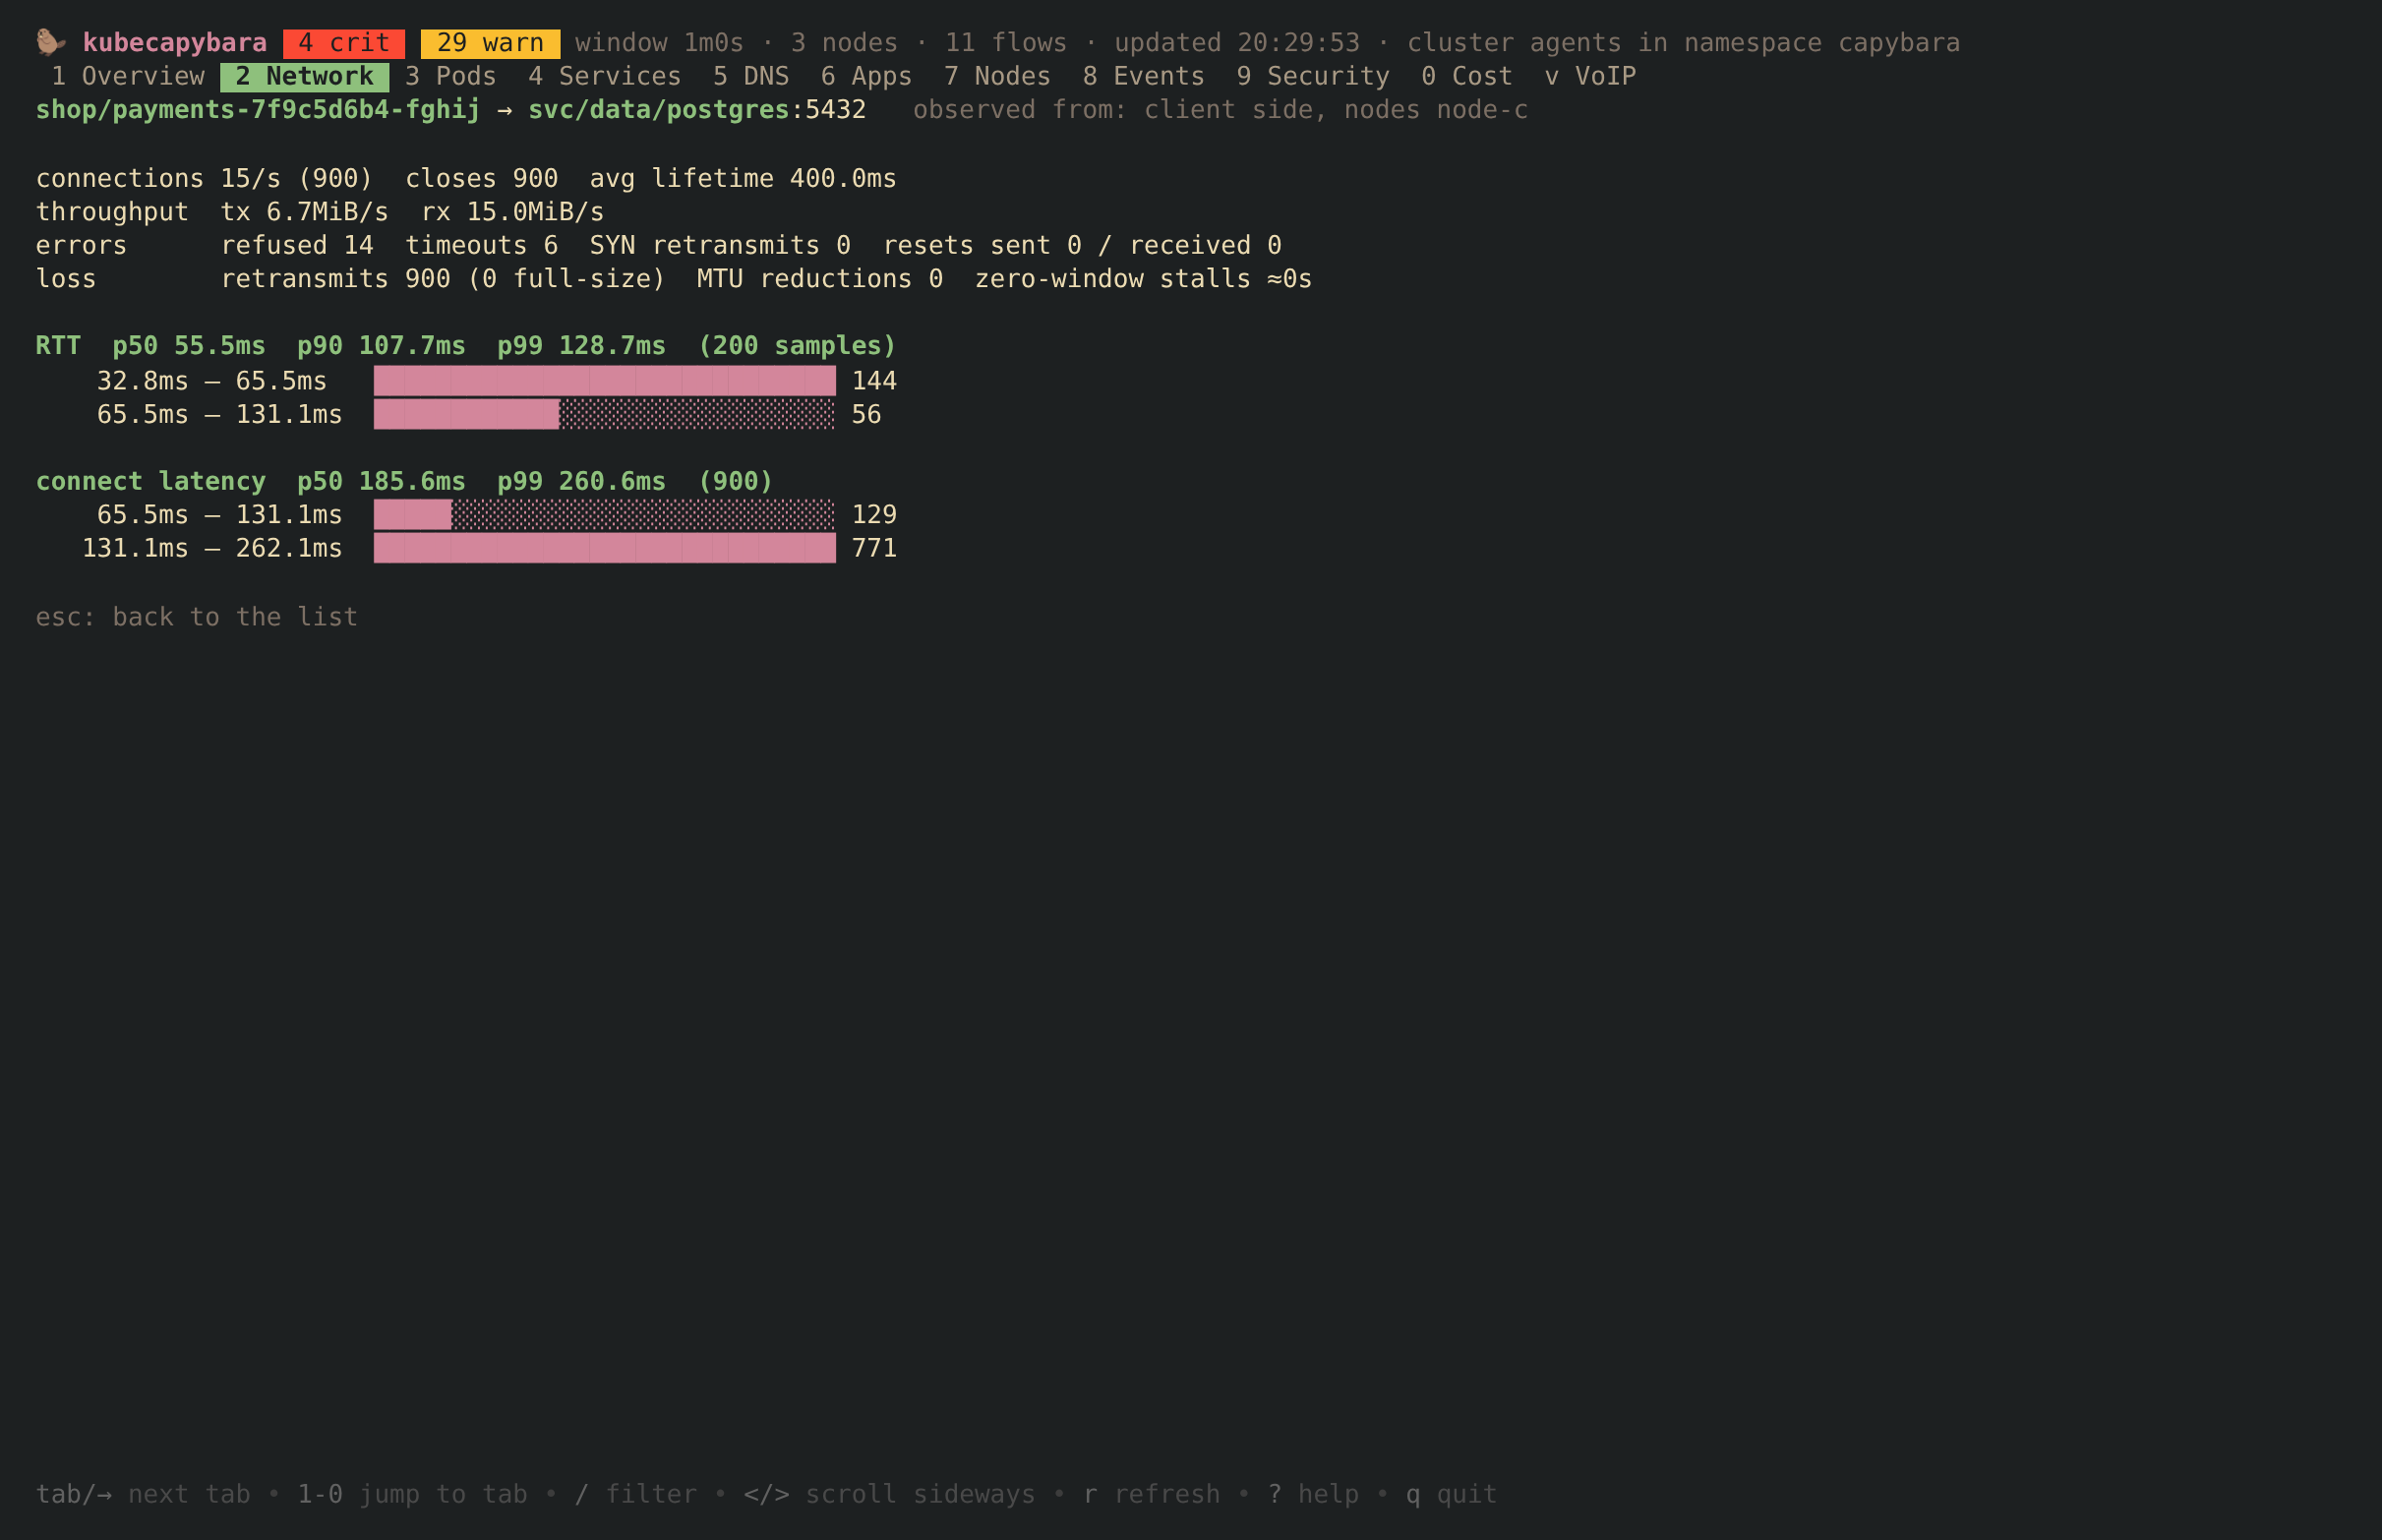 kubecapybara 4 crit 29 warn window 1m0s · 3 nodes · 11 flows · updated 20:29:53 · cluster agents in namespace capybara
1 Overview 2 Network 3 Pods 4 Services 5 DNS 6 Apps 7 Nodes 8 Events 9 Security 0 Cost v VoIP
shop/payments-7f9c5d6b4-fghij → svc/data/postgres:5432 observed from: client side, nodes node-c
connections 15/s (900) closes 900 avg lifetime 400.0ms
throughput tx 6.7MiB/s rx 15.0MiB/s
errors refused 14 timeouts 6 SYN retransmits 0 resets sent 0 / received 0
loss retransmits 900 (0 full-size) MTU reductions 0 zero-window stalls ≈0s
RTT p50 55.5ms p90 107.7ms p99 128.7ms (200 samples)
32.8ms – 65.5ms 144
65.5ms – 131.1ms 56
connect latency p50 185.6ms p99 260.6ms (900)
65.5ms – 131.1ms 129
131.1ms – 262.1ms 771
esc: back to the list
tab/→ next tab • 1-0 jump to tab • / filter • </> scroll sideways • r refresh • ? help • q quit